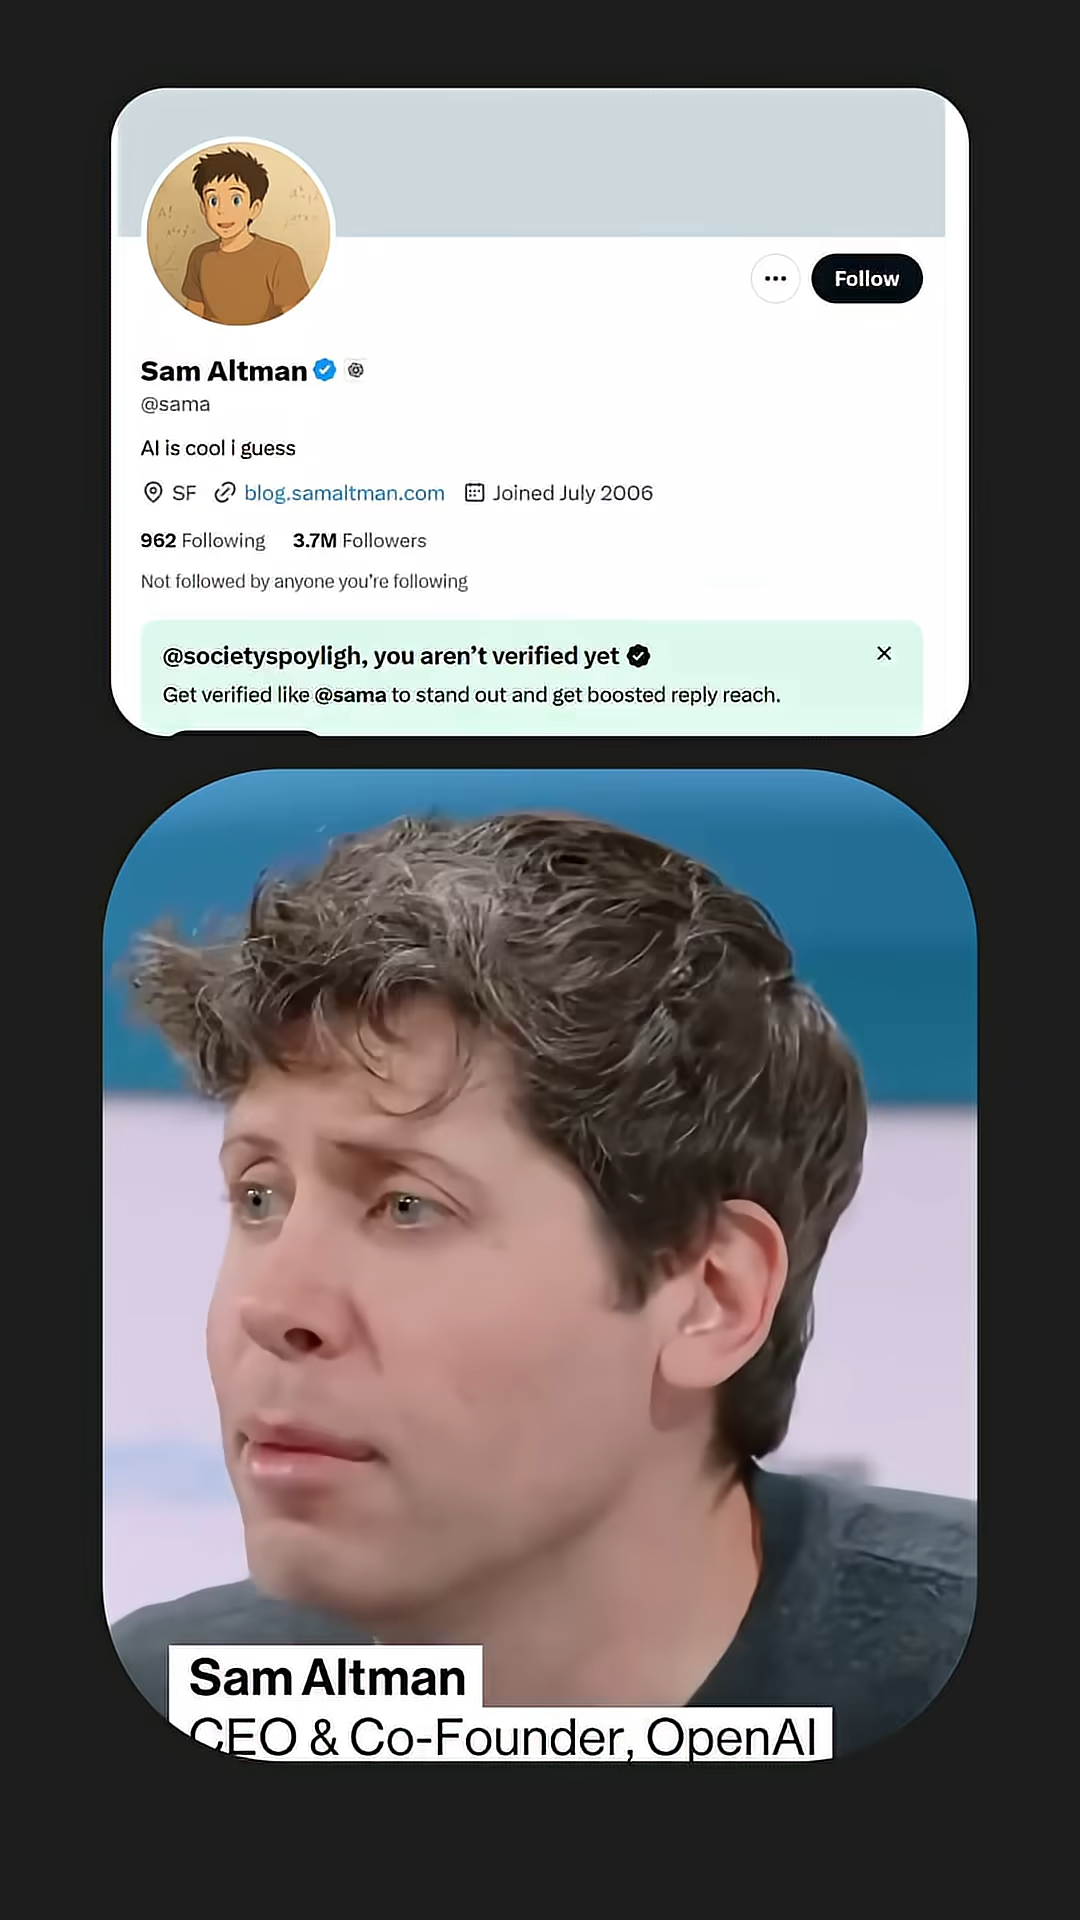 Follow
Sam Altman
@sama
AI is cool i guess
SF blog.samaltman.com Joined July 2006
962 Following 3.7M Followers
Not followed by anyone you're following
@societyspoyligh, you aren't verified yet
Get verified like @sama to stand out and get boosted reply reach.
Sam Altman
CEO & Co-Founder, OpenAI